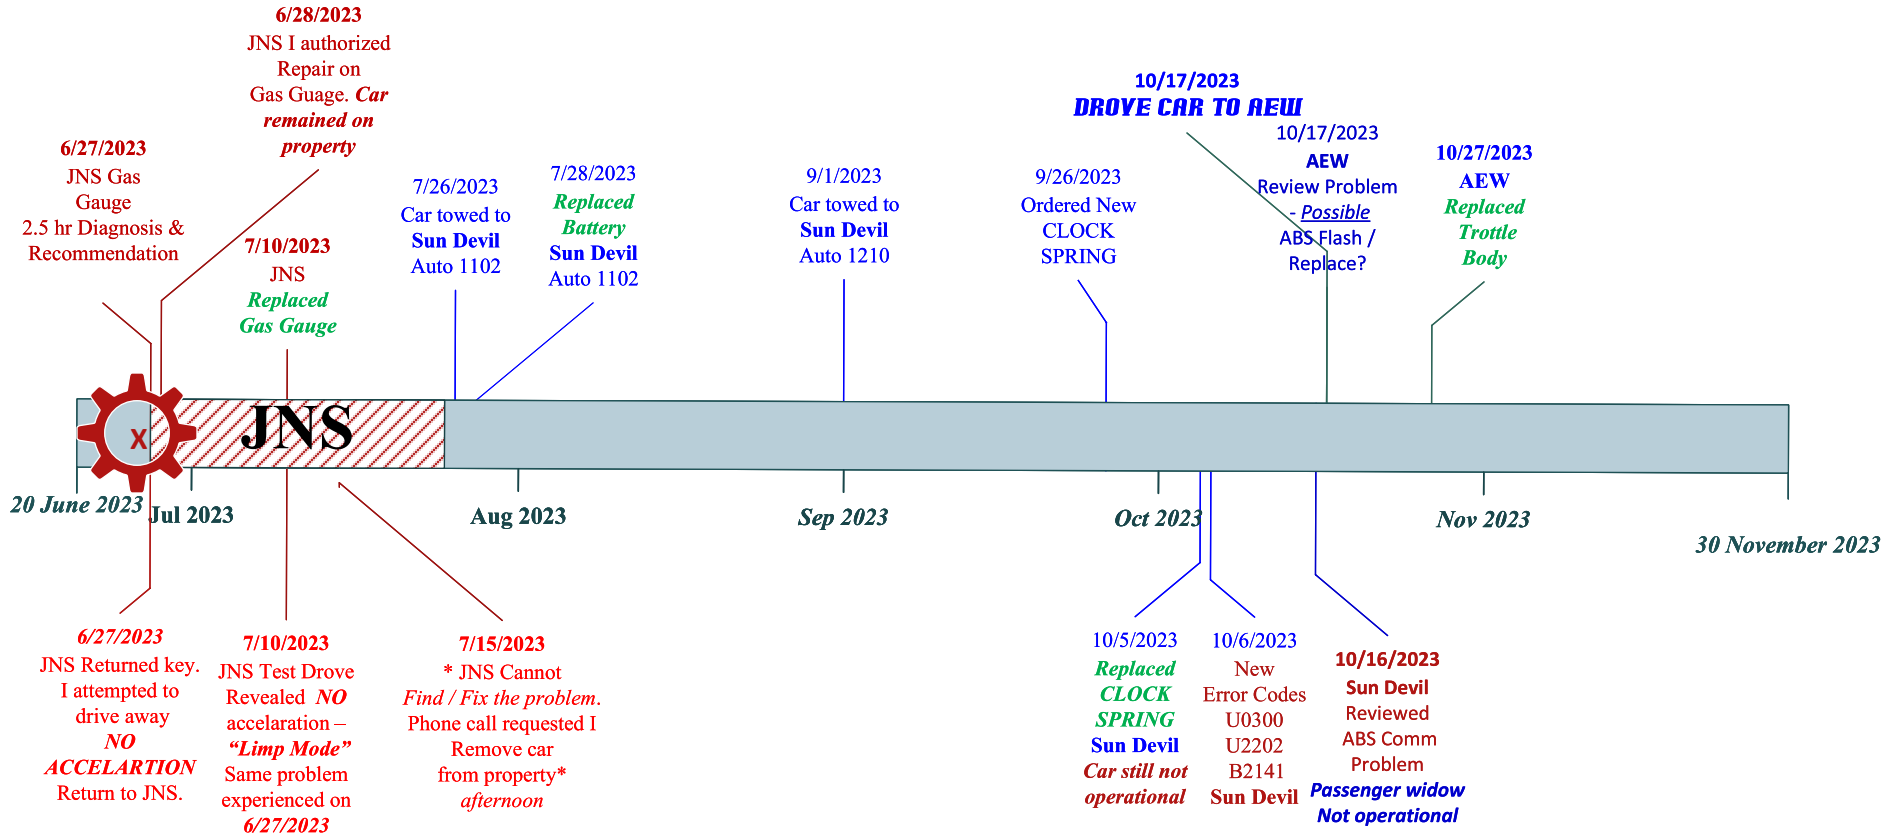 6/28/2023
JNS I authorized
Repair on
Gas Guage. Car
remained on
property
6/27/2023
JNS Gas
Gauge
2.5 hr Diagnosis &
Recommendation
7/10/2023
JNS
Replaced
Gas Gauge
7/26/2023
Car towed to
Sun Devil
Auto 1102
7/28/2023
Replaced
Battery
Sun Devil
Auto 1102
9/1/2023
Car towed to
Sun Devil
Auto 1210
9/26/2023
Ordered New
CLOCK
SPRING
10/17/2023
DROVE CAR TO AEW
10/17/2023
AEW
Review Problem
- Possible
ABS Flash /
Replace?
10/27/2023
AEW
Replaced
Trottle
Body
X
JNS
20 June 2023
Jul 2023
Aug 2023
Sep 2023
Oct 2023
Nov 2023
30 November 2023
6/27/2023
JNS Returned key.
I attempted to
drive away
NO
ACCELARTION
Return to JNS.
7/10/2023
JNS Test Drove
Revealed NO
accelaration –
“Limp Mode”
Same problem
experienced on
6/27/2023
7/15/2023
* JNS Cannot
Find / Fix the problem.
Phone call requested I
Remove car
from property*
afternoon
10/5/2023
Replaced
CLOCK
SPRING
Sun Devil
Car still not
operational
10/6/2023
New
Error Codes
U0300
U2202
B2141
Sun Devil
10/16/2023
Sun Devil
Reviewed
ABS Comm
Problem
Passenger widow
Not operational